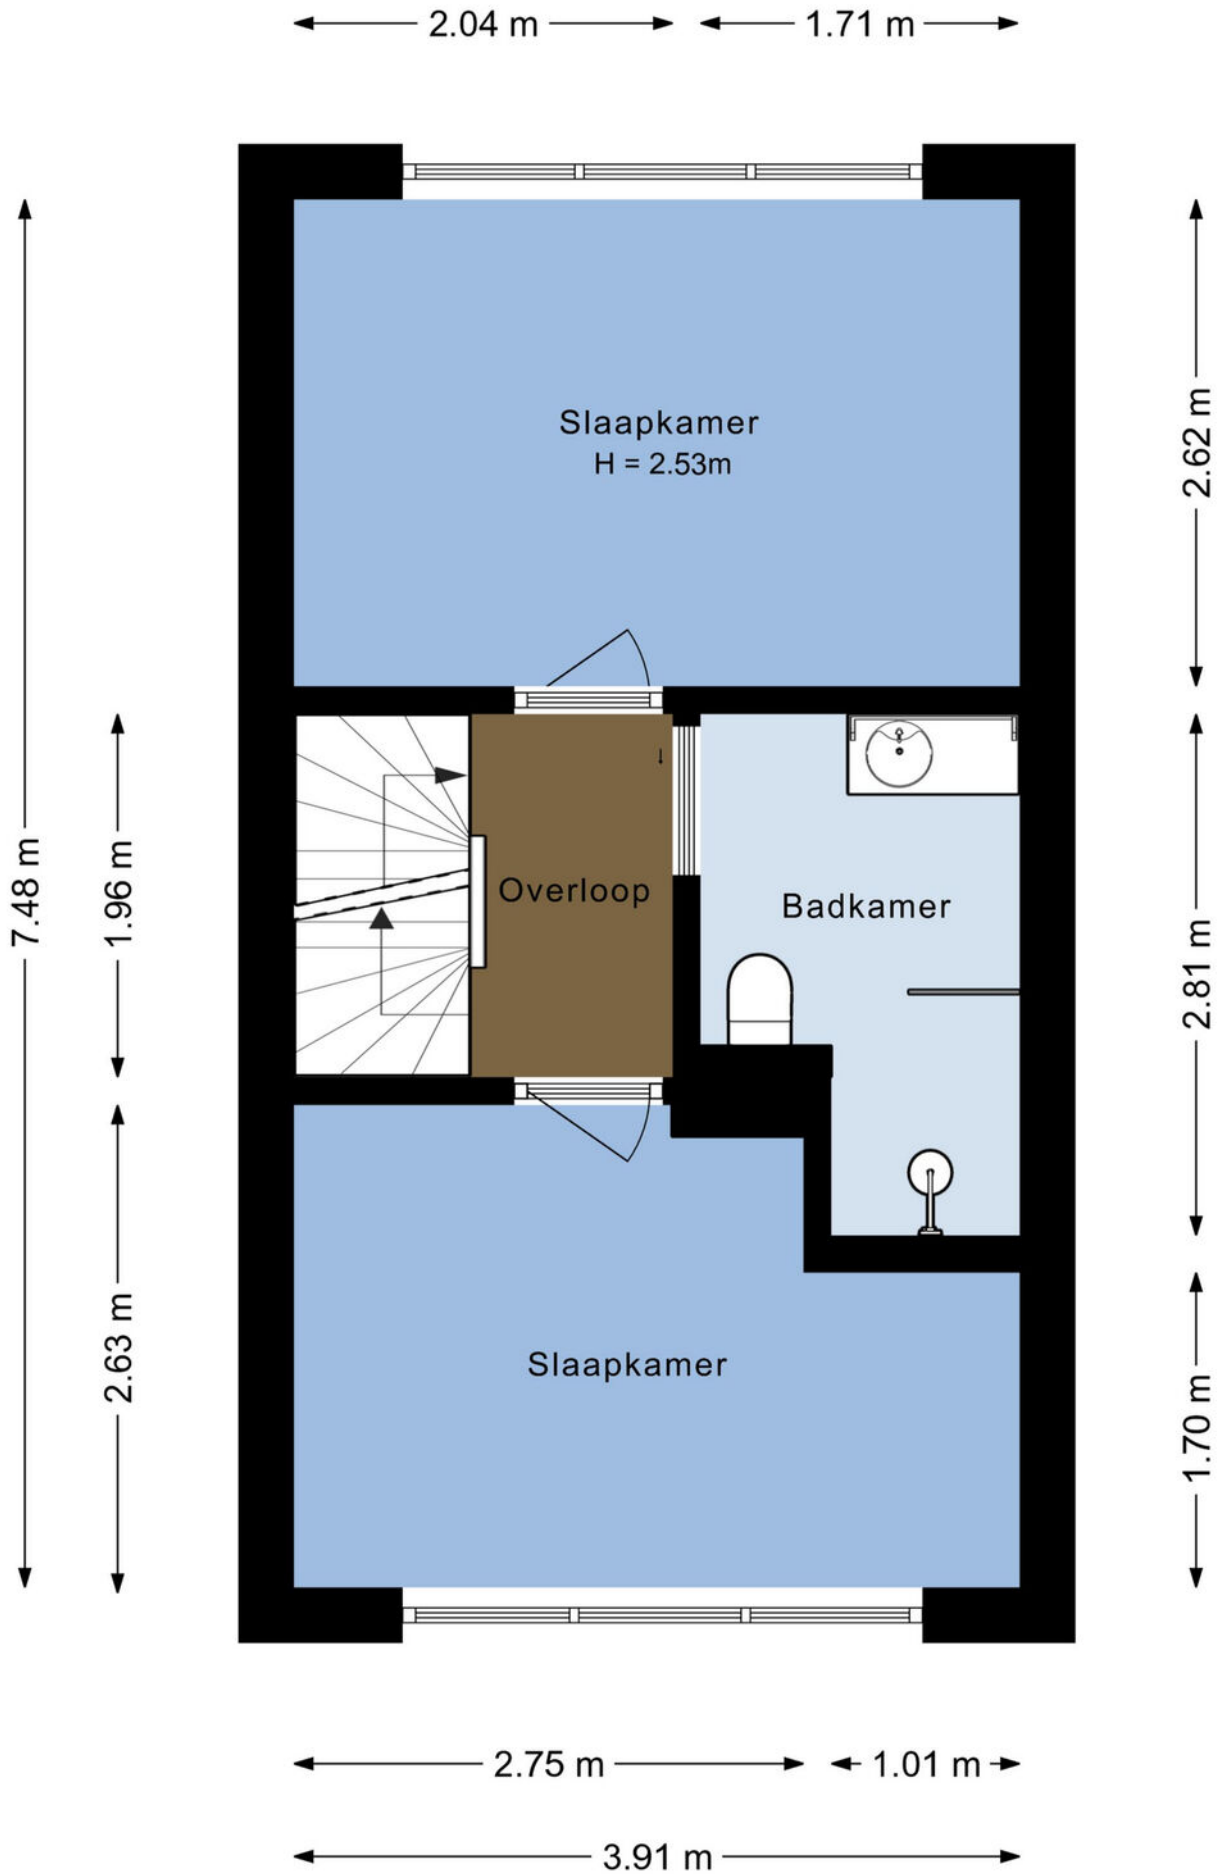 2.04 m
1.71 m
Slaapkamer
H = 2.53m
2.62 m
7.48 m
1.96 m
Overloop
Badkamer
2.81 m
2.63 m
Slaapkamer
1.70 m
2.75 m
1.01 m
3.91 m